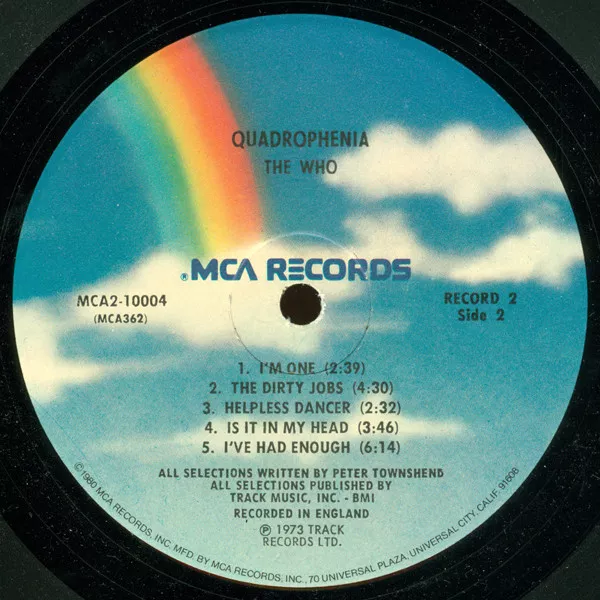 QUADROPHENIA
THE WHO
® MCA RECORDS
MCA2-10004
(MCA362)
RECORD 2
Side 2
1. I'M ONE (2:39)
2. THE DIRTY JOBS (4:30)
3. HELPLESS DANCER (2:32)
4. IS IT IN MY HEAD (3:46)
5. I'VE HAD ENOUGH (6:14)
ALL SELECTIONS WRITTEN BY PETER TOWNSHEND
ALL SELECTIONS PUBLISHED BY
TRACK MUSIC, INC. - BMI
RECORDED IN ENGLAND
℗ 1973 TRACK
RECORDS LTD.
©1980 MCA RECORDS, INC. MFD. BY MCA RECORDS, INC., 70 UNIVERSAL PLAZA, UNIVERSAL CITY, CALIF. 91608